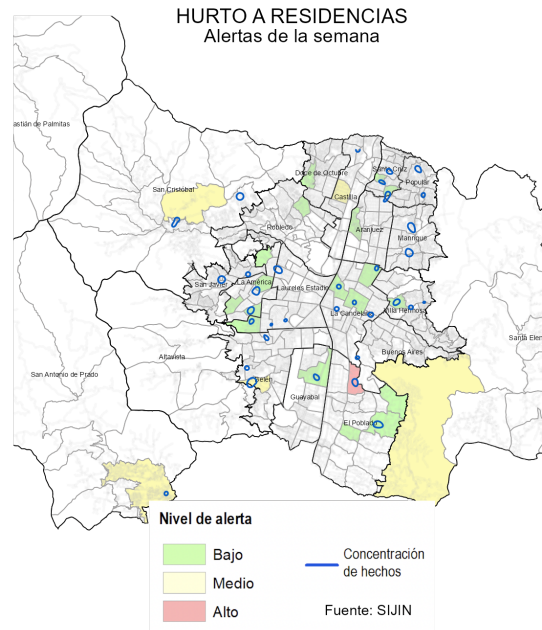 HURTO A RESIDENCIAS
Alertas de la semana
astián de Palmitas
San Cristóbal
Doce de Octubre
Santa Cruz
Popular
Castilla
Robledo
Aranjuez
Manrique
San Javier
La América
Laureles Estadio
La Candelaria
Villa Hermosa
Buenos Aires
Santa Elen
Altavista
San Antonio de Prado
Belén
Guayabal
El Poblado
Nivel de alerta
Bajo
Medio
Alto
Concentración
de hechos
Fuente: SIJIN